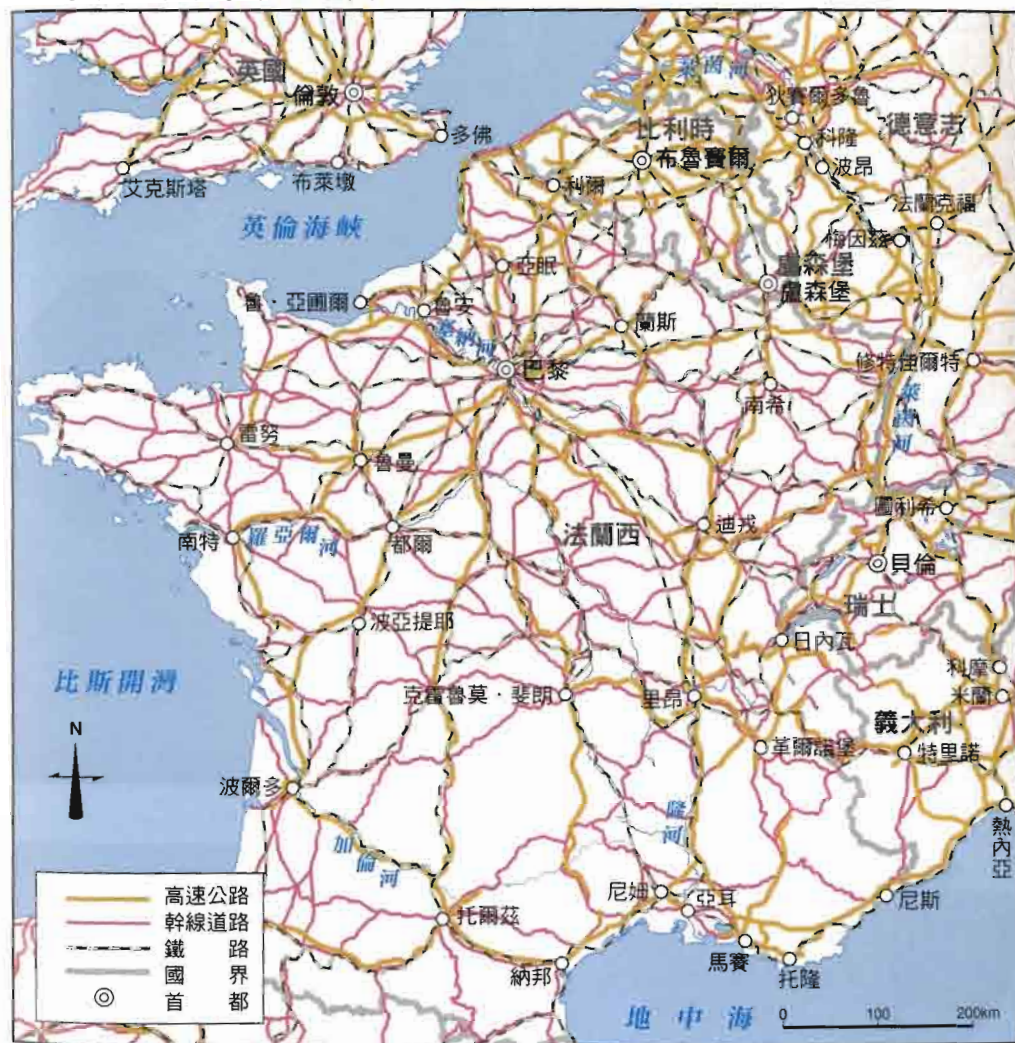 英國
倫敦
多佛
艾克斯塔
布萊墩
英倫海峽
萊茵河
狄賽爾多魯
比利時
德意志
科隆
布魯賽爾
波昂
利爾
法蘭克福
梅因茲
亞眠
盧森堡
盧森堡
魯·亞圃爾
魯安
蘭斯
塞納河
修特佳爾特
巴黎
南希
萊茵河
雷努
魯曼
圖利希
南特
羅亞爾河
都爾
法蘭西
迪戎
貝倫
瑞士
波亞提耶
日內瓦
科摩
比斯開灣
克雷魯莫·斐朗
里昂
米蘭
義大利
革爾諾堡
特里諾
N
波爾多
隆河
熱內亞
加倫河
尼姆
亞耳
尼斯
托爾茲
馬賽
托隆
納邦
地中海
高速公路
幹線道路
鐵路
國界
首都
0 100 200km